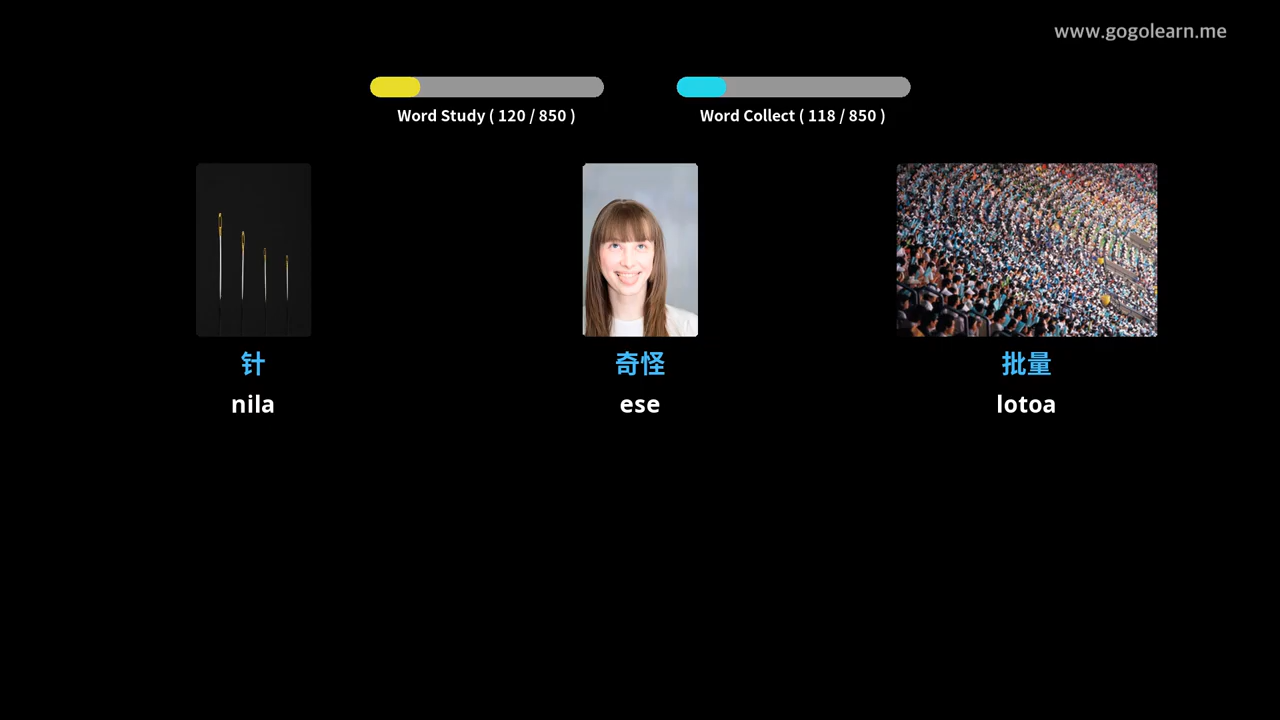 www.gogolearn.me
Word Study ( 120 / 850 )
Word Collect ( 118 / 850 )
针
奇怪
批量
nila
ese
lotoa